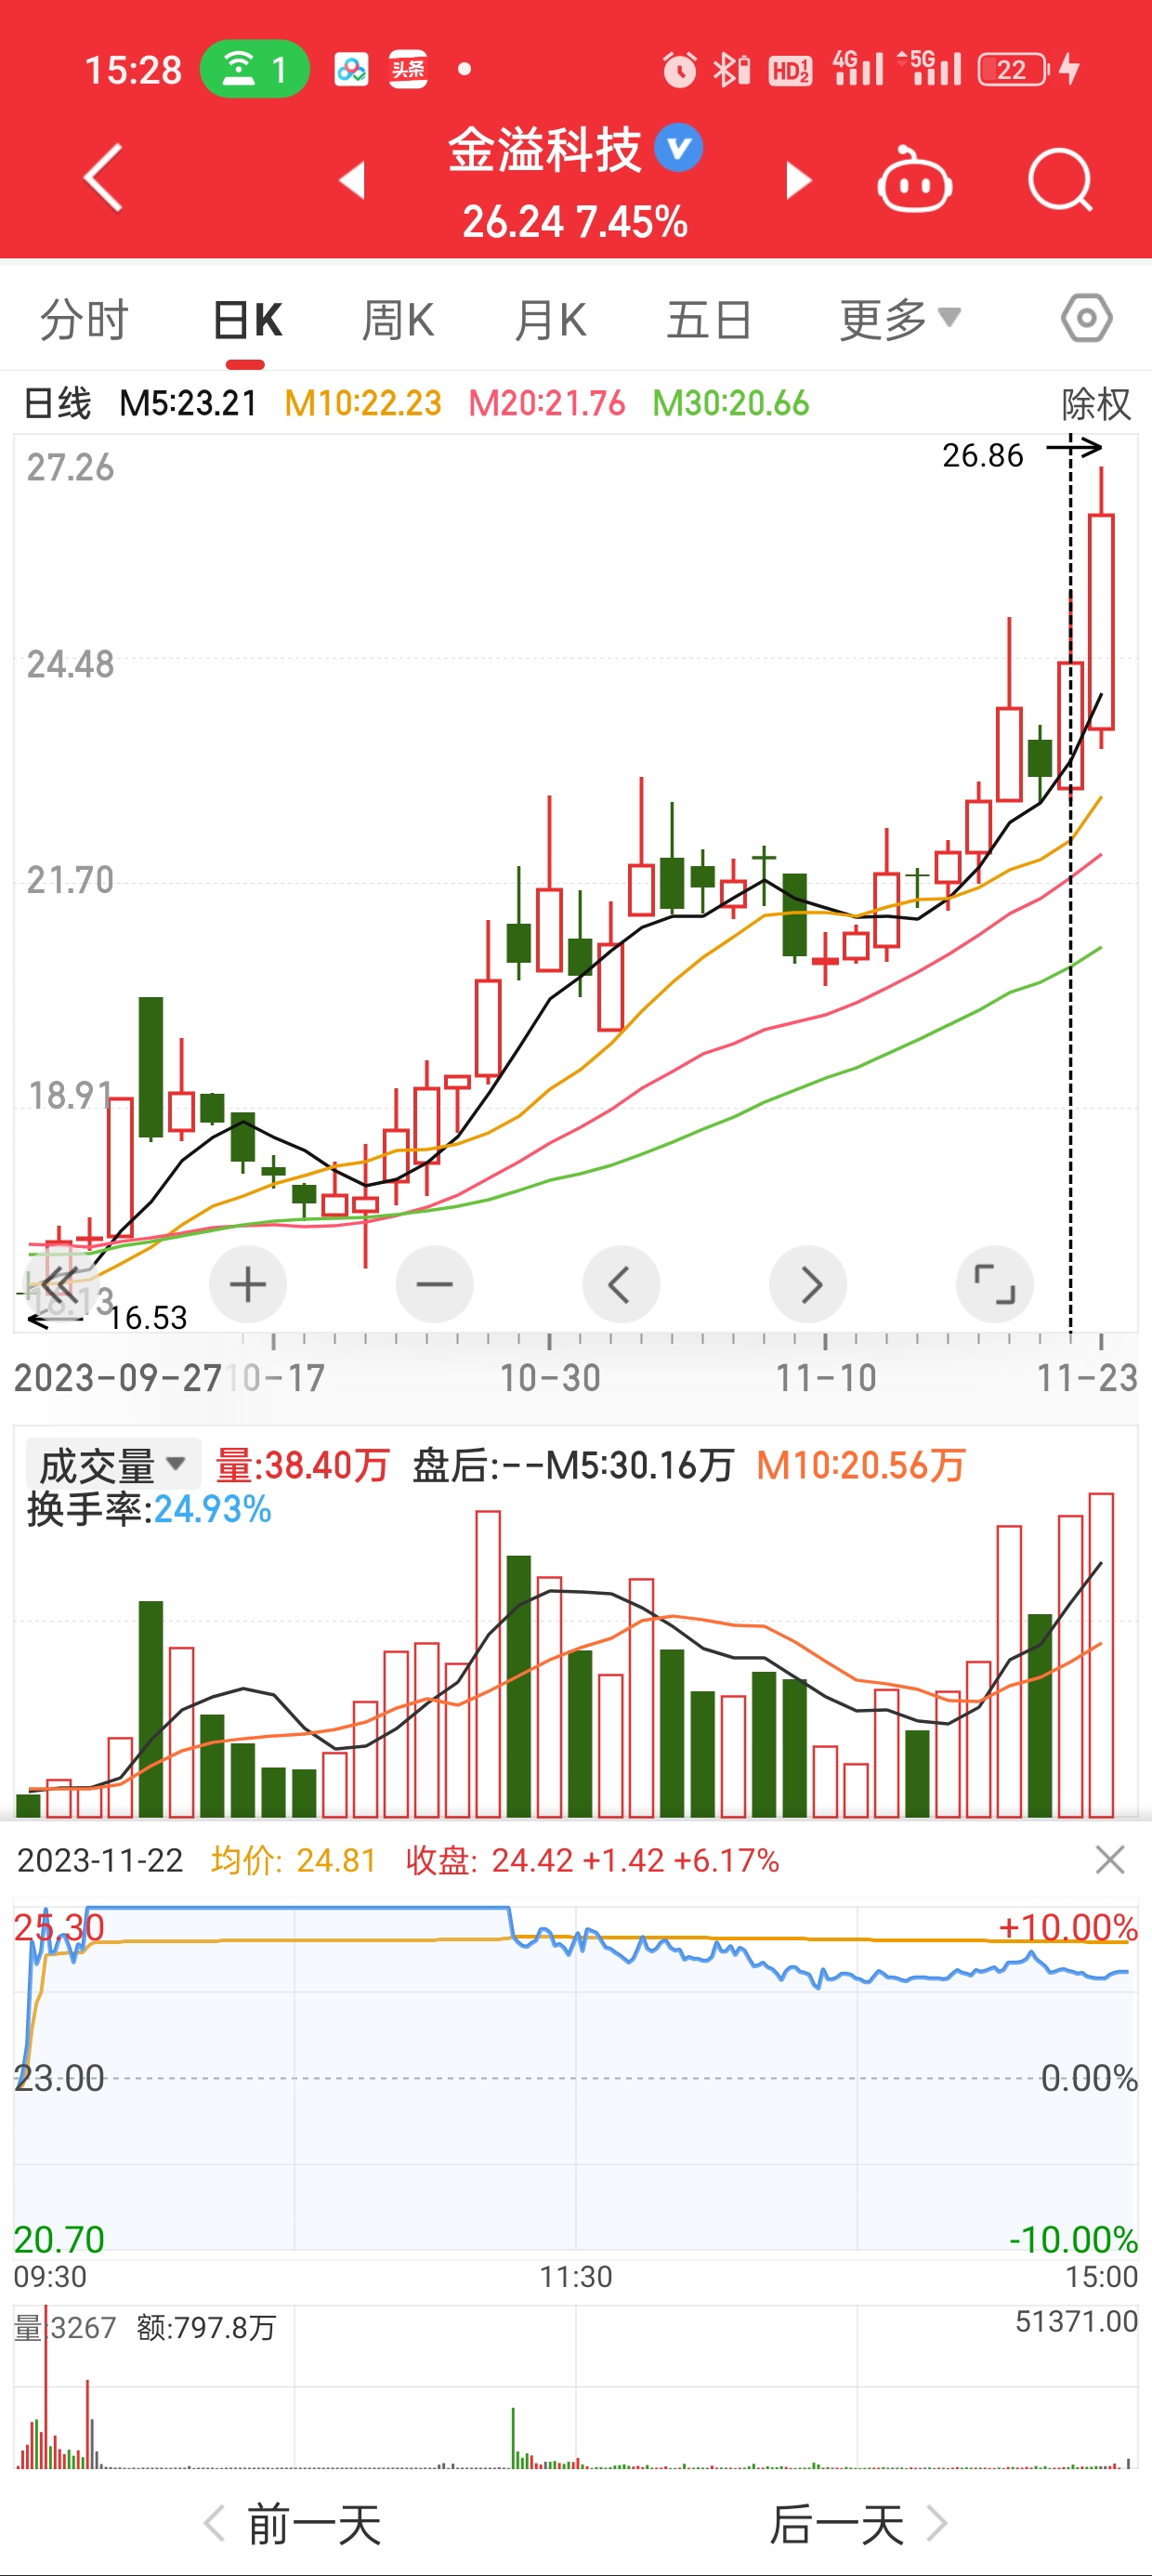 15:28 1 头条 HD12 4G 5G 22
金溢科技
26.24 7.45%
分时 日K 周K 月K 五日 更多
日线 M5:23.21 M10:22.23 M20:21.76 M30:20.66 除权
27.26
26.86
24.48
21.70
18.91
16.13
16.53
2023-09-27 10-17 10-30 11-10 11-23
成交量 量:38.40万 盘后:--M5:30.16万 M10:20.56万
换手率:24.93%
2023-11-22 均价: 24.81 收盘: 24.42 +1.42 +6.17%
25.30 +10.00%
23.00 0.00%
20.70 -10.00%
09:30 11:30 15:00
量:3267 额:797.8万 51371.00
前一天 后一天